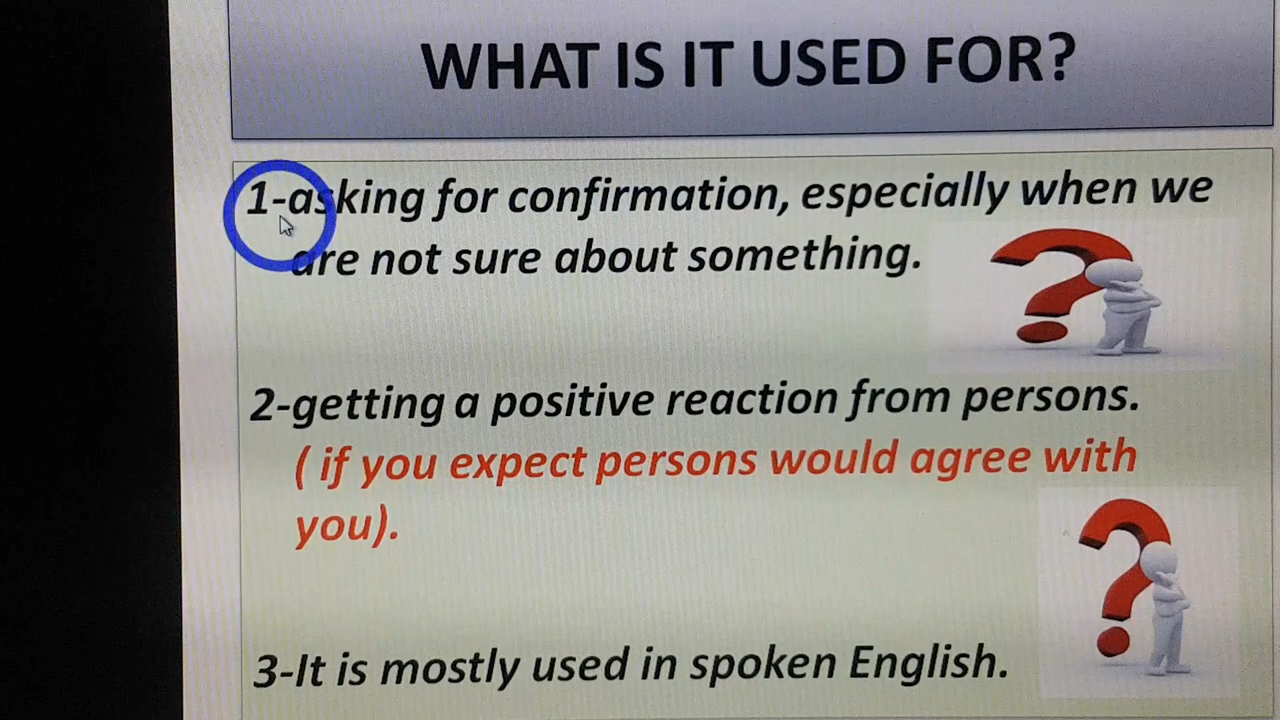 WHAT IS IT USED FOR?
1-asking for confirmation, especially when we
are not sure about something.
2-getting a positive reaction from persons.
( if you expect persons would agree with
you).
3-It is mostly used in spoken English.